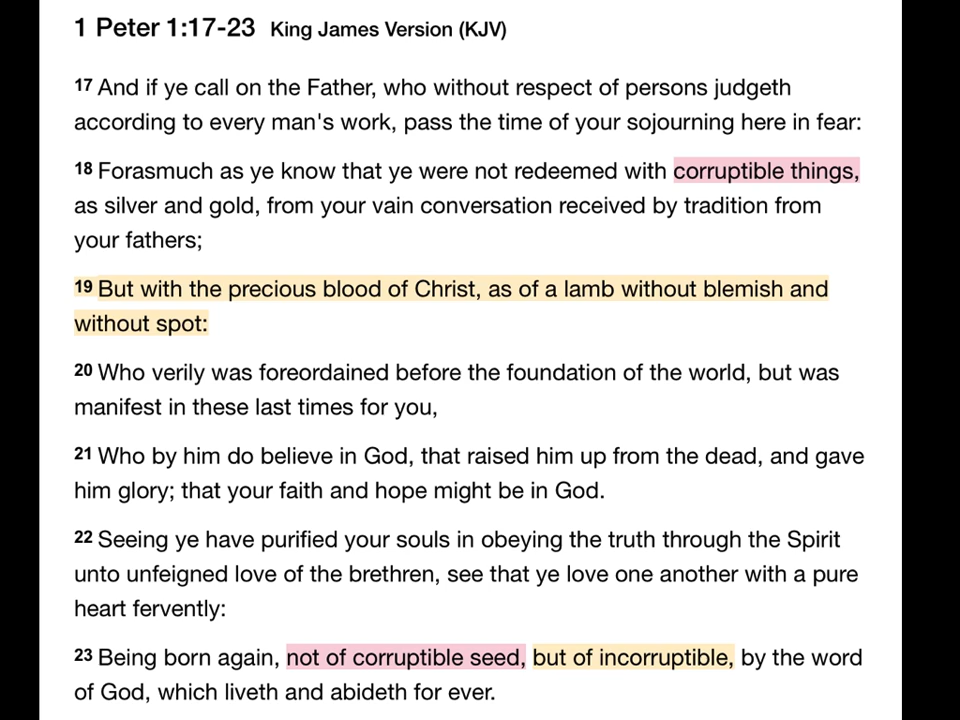 1 Peter 1:17-23 King James Version (KJV)
17 And if ye call on the Father, who without respect of persons judgeth
according to every man's work, pass the time of your sojourning here in fear:
18 Forasmuch as ye know that ye were not redeemed with corruptible things,
as silver and gold, from your vain conversation received by tradition from
your fathers;
19 But with the precious blood of Christ, as of a lamb without blemish and
without spot:
20 Who verily was foreordained before the foundation of the world, but was
manifest in these last times for you,
21 Who by him do believe in God, that raised him up from the dead, and gave
him glory; that your faith and hope might be in God.
22 Seeing ye have purified your souls in obeying the truth through the Spirit
unto unfeigned love of the brethren, see that ye love one another with a pure
heart fervently:
23 Being born again, not of corruptible seed, but of incorruptible, by the word
of God, which liveth and abideth for ever.